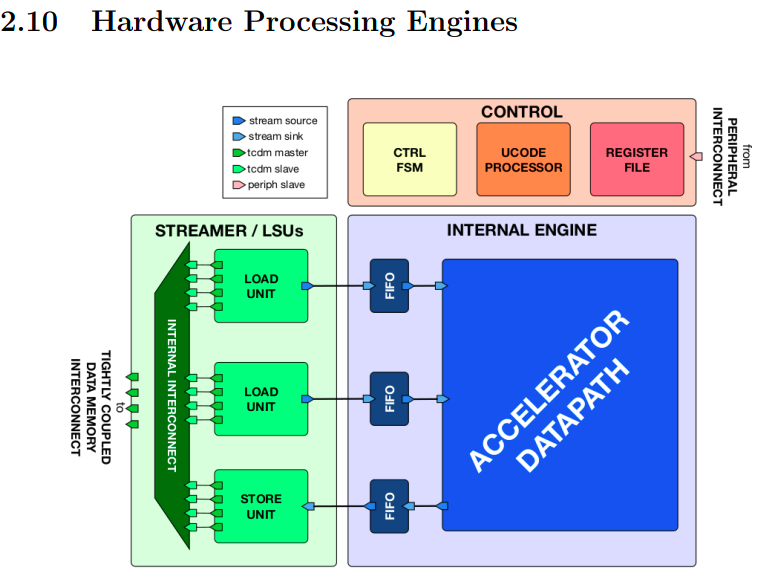 2.10 Hardware Processing Engines
stream source
stream sink
tcdm master
tcdm slave
periph slave
CONTROL
CTRL
FSM
UCODE
PROCESSOR
REGISTER
FILE
from
PERIPHERAL
INTERCONNECT
STREAMER / LSUs
LOAD
UNIT
LOAD
UNIT
STORE
UNIT
INTERNAL INTERCONNECT
to
TIGHTLY COUPLED
DATA MEMORY
INTERCONNECT
INTERNAL ENGINE
FIFO
FIFO
FIFO
ACCELERATOR
DATAPATH